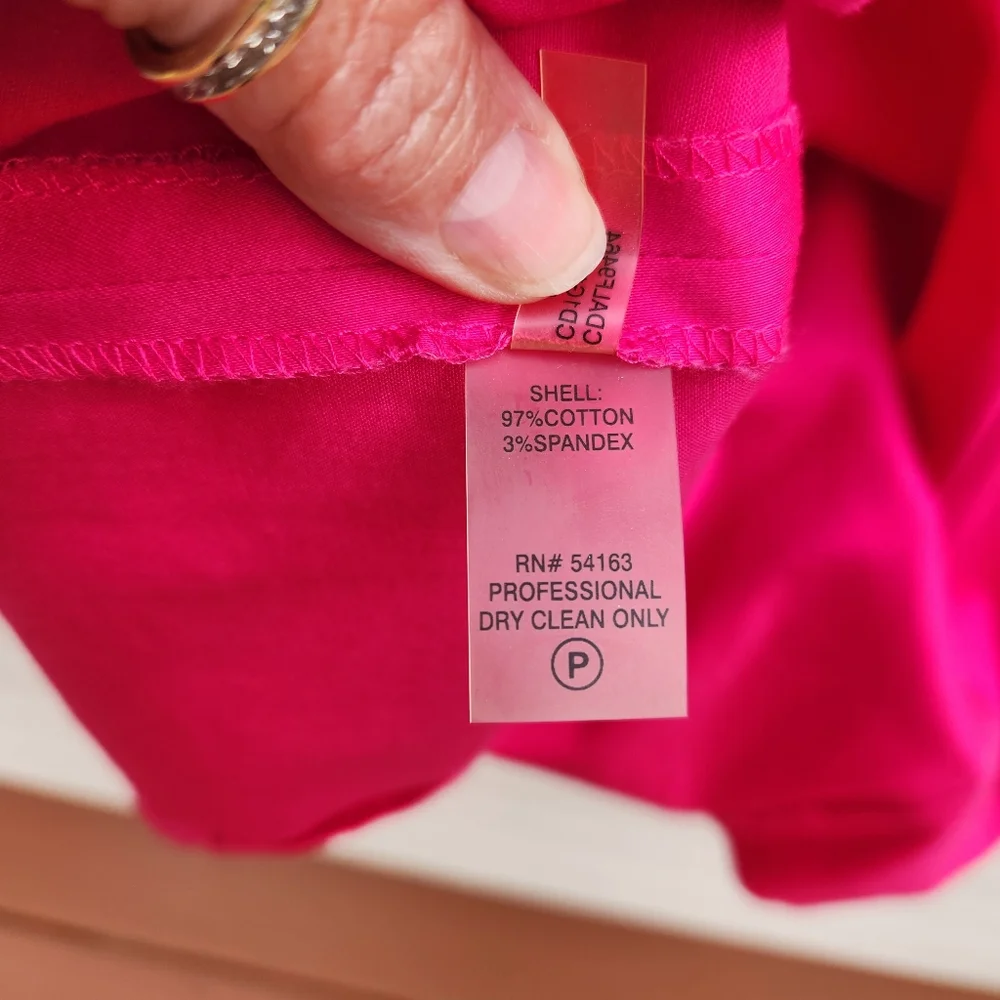 SHELL:
97%COTTON
3%SPANDEX
RN# 54163
PROFESSIONAL
DRY CLEAN ONLY
P